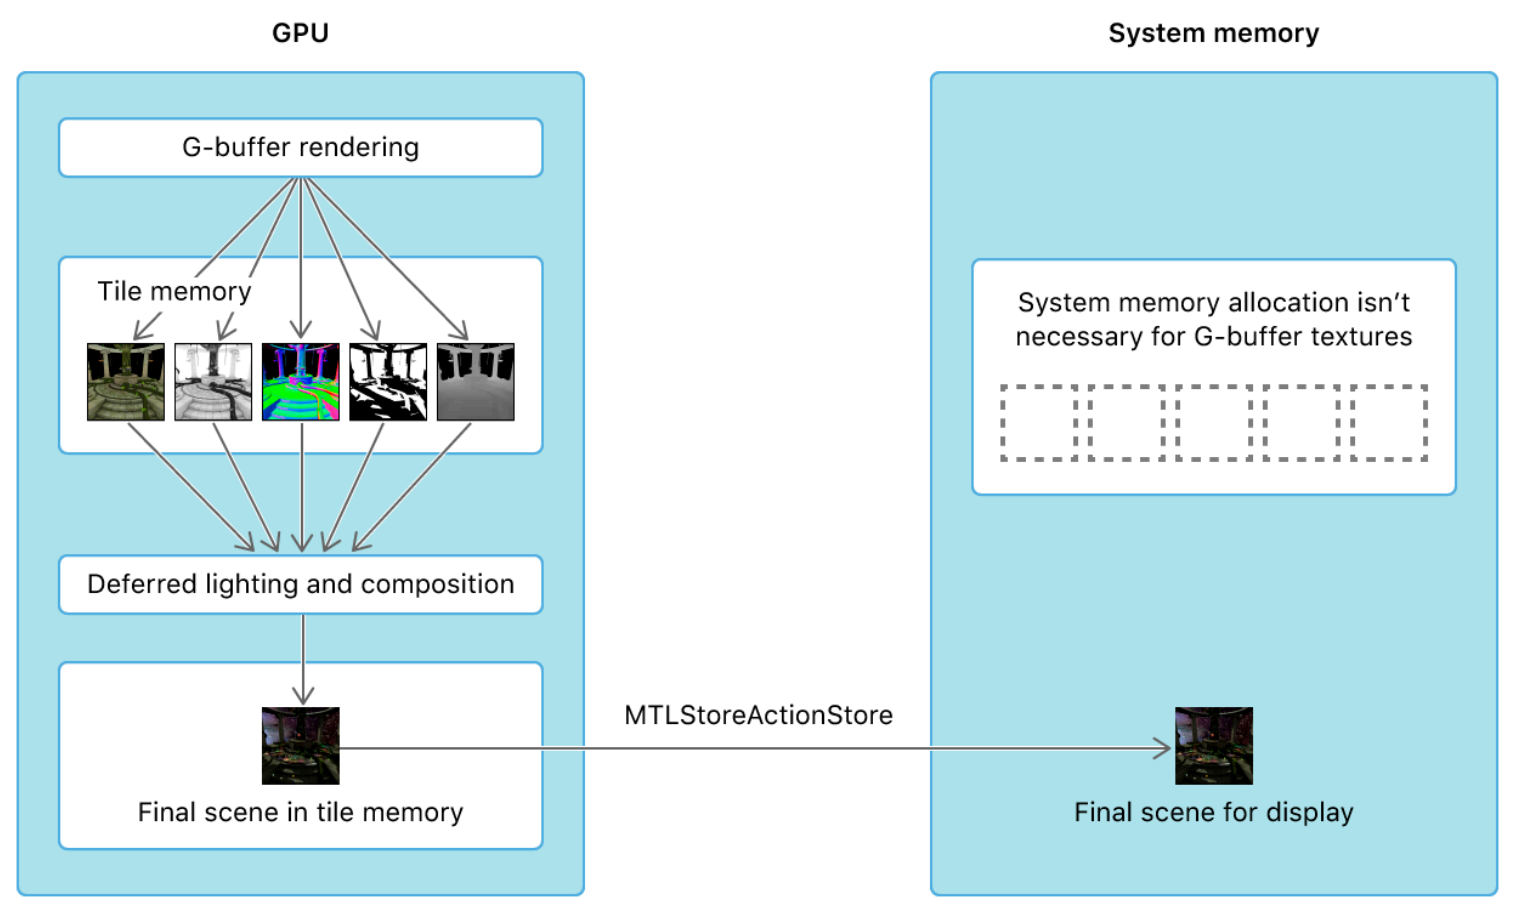 GPU
System memory
G-buffer rendering
Tile memory
System memory allocation isn’t
necessary for G-buffer textures
Deferred lighting and composition
MTLStoreActionStore
Final scene in tile memory
Final scene for display